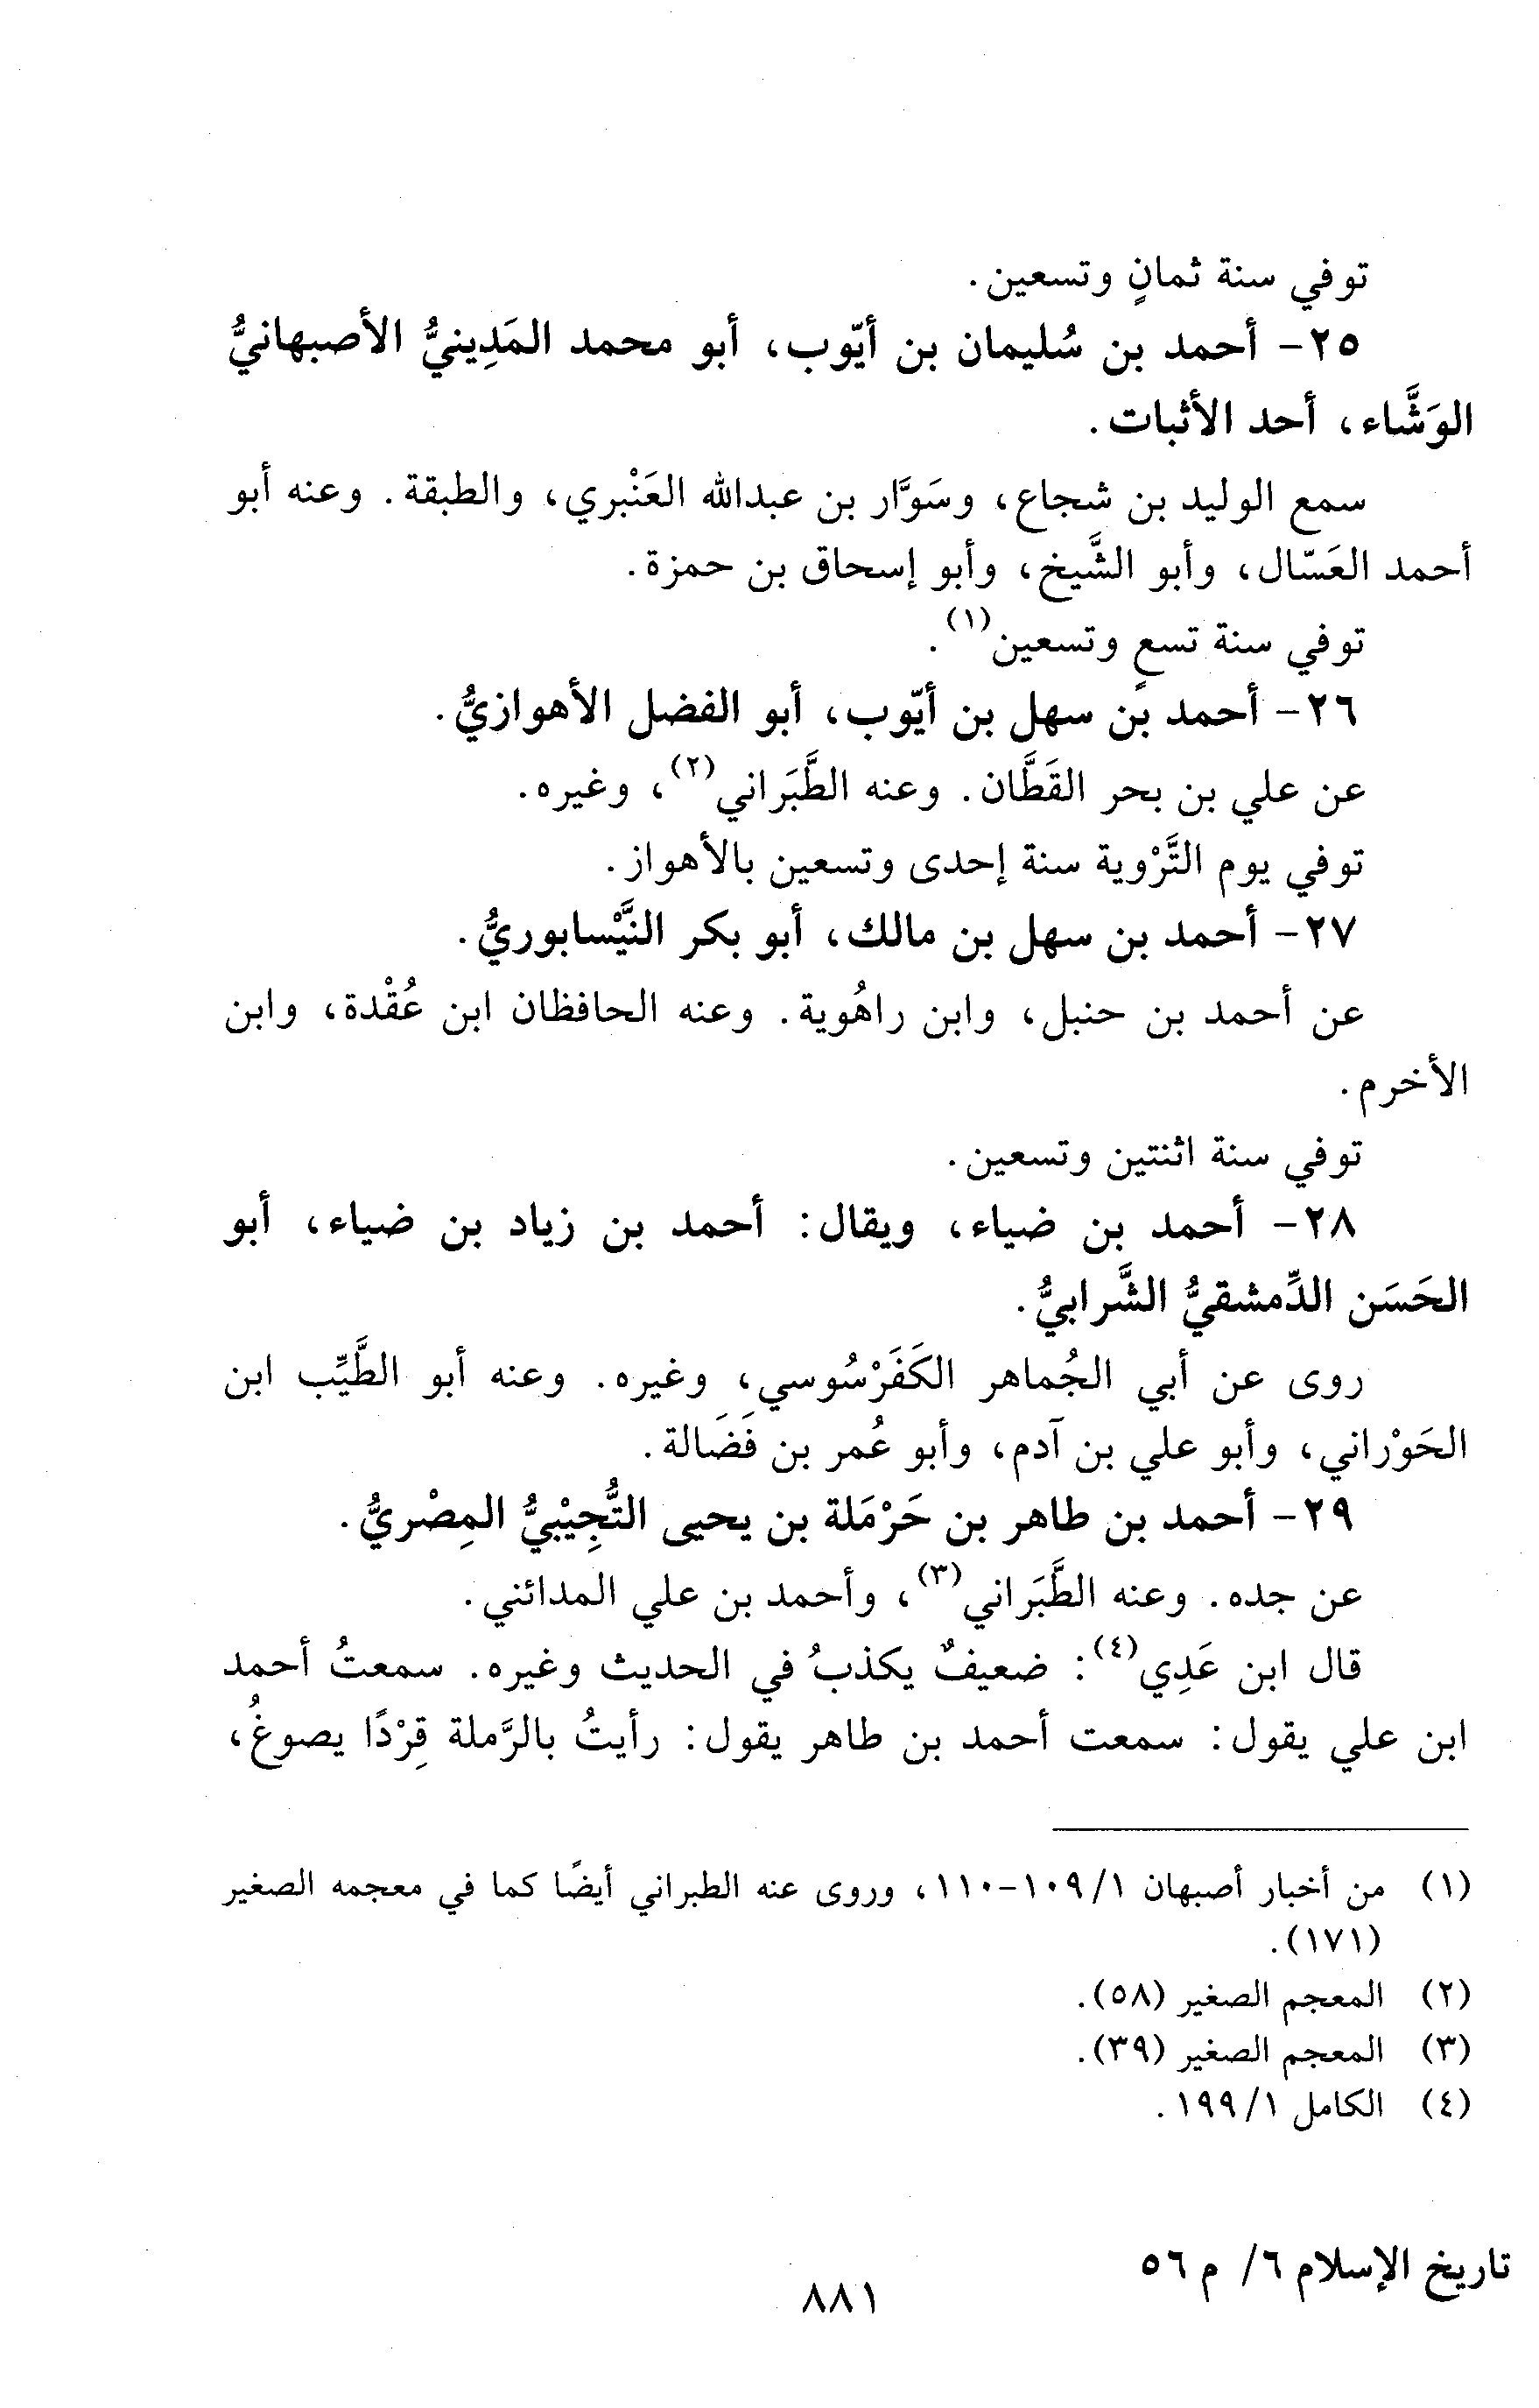 توفي سنة ثمانٍ وتسعين.
٢٥- أحمد بن سُليمان بن أيّوب، أبو محمد المَدِينيُّ الأصبهانيُّ
الوَشَّاء، أحد الأثبات.
سمع الوليد بن شجاع، وسَوَّار بن عبدالله العَنْبري، والطبقة. وعنه أبو
أحمد العَسّال، وأبو الشَّيخ، وأبو إسحاق بن حمزة.
توفي سنة تسعٍ وتسعين(١).
٢٦- أحمد بن سهل بن أيّوب، أبو الفضل الأهوازيُّ.
عن علي بن بحر القَطَّان. وعنه الطَّبَراني(٢)، وغيره.
توفي يوم التَّرْوية سنة إحدى وتسعين بالأهواز.
٢٧- أحمد بن سهل بن مالك، أبو بكر النَّيْسابوريُّ.
عن أحمد بن حنبل، وابن راهُوية. وعنه الحافظان ابن عُقْدة، وابن
الأخرم.
توفي سنة اثنتين وتسعين.
٢٨- أحمد بن ضياء، ويقال: أحمد بن زياد بن ضياء، أبو
الحَسَن الدِّمشقيُّ الشَّرابيُّ.
روى عن أبي الجُماهر الكَفَرْسُوسي، وغيره. وعنه أبو الطَّيِّب ابن
الحَوْراني، وأبو علي بن آدم، وأبو عُمر بن فَضَالة.
٢٩- أحمد بن طاهر بن حَرْمَلة بن يحيى التُّجِيْبيُّ المِصْريُّ.
عن جده. وعنه الطَّبَراني(٣)، وأحمد بن علي المدائني.
قال ابن عَدِي(٤): ضعيفٌ يكذبُ في الحديث وغيره. سمعتُ أحمد
ابن علي يقول: سمعت أحمد بن طاهر يقول: رأيتُ بالرَّملة قِرْدًا يصوغُ،
(١) من أخبار أصبهان ١/ ١٠٩-١١٠، وروى عنه الطبراني أيضًا كما في معجمه الصغير
(١٧١).
(٢) المعجم الصغير (٥٨).
(٣) المعجم الصغير (٣٩).
(٤) الكامل ١/ ١٩٩.
تاريخ الإسلام ٦/ م ٥٦
٨٨١